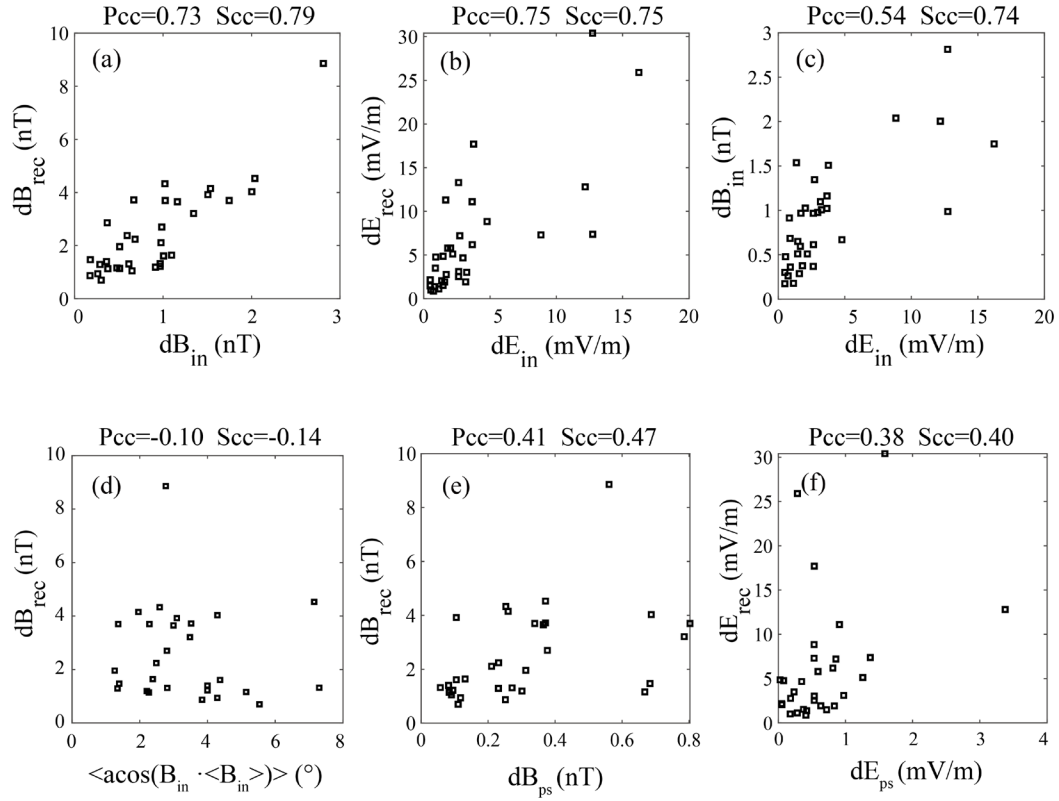 Pcc=0.73 Scc=0.79
(a)
dB_rec (nT)
10
8
6
4
2
0
0 1 2 3
dB_in (nT)
Pcc=0.75 Scc=0.75
(b)
dE_rec (mV/m)
30
25
20
15
10
5
0
0 5 10 15 20
dE_in (mV/m)
Pcc=0.54 Scc=0.74
(c)
dB_in (nT)
3
2.5
2
1.5
1
0.5
0
0 5 10 15 20
dE_in (mV/m)
Pcc=-0.10 Scc=-0.14
(d)
dB_rec (nT)
10
8
6
4
2
0
0 2 4 6 8
<acos(B_in ·<B_in>)> (°)
Pcc=0.41 Scc=0.47
(e)
dB_rec (nT)
10
8
6
4
2
0
0 0.2 0.4 0.6 0.8
dB_ps (nT)
Pcc=0.38 Scc=0.40
(f)
dE_rec (mV/m)
30
25
20
15
10
5
0
0 1 2 3 4
dE_ps (mV/m)